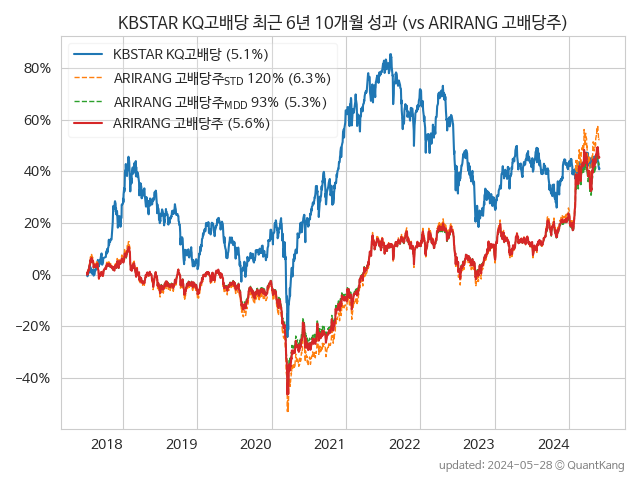 KBSTAR KQ고배당 최근 6년 10개월 성과 (vs ARIRANG 고배당주)
KBSTAR KQ고배당 (5.1%)
ARIRANG 고배당주STD 120% (6.3%)
ARIRANG 고배당주MDD 93% (5.3%)
ARIRANG 고배당주 (5.6%)
80%
60%
40%
20%
0%
−20%
−40%
2018 2019 2020 2021 2022 2023 2024
updated: 2024-05-28 © QuantKang